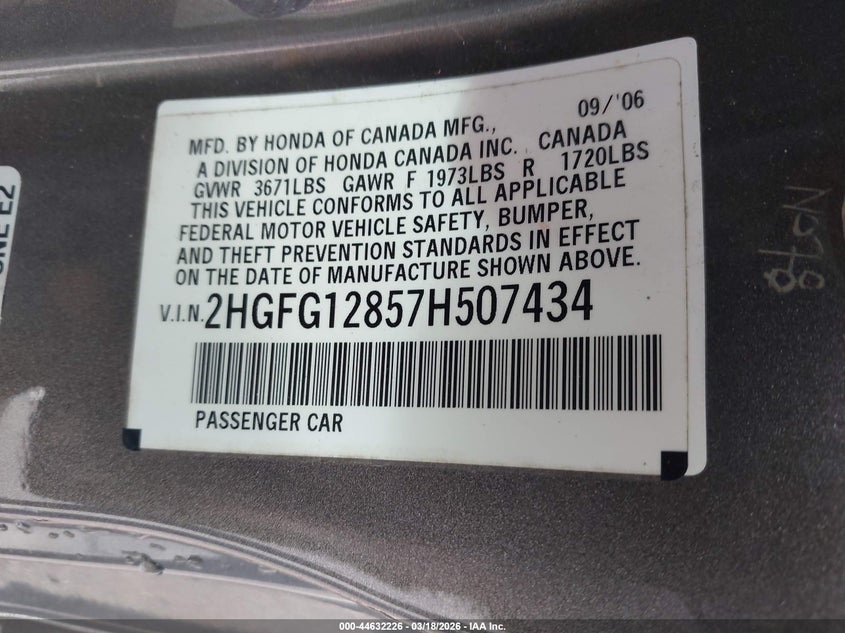 09/'06
MFD. BY HONDA OF CANADA MFG.,
A DIVISION OF HONDA CANADA INC. CANADA
GVWR 3671LBS GAWR F 1973LBS R 1720LBS
THIS VEHICLE CONFORMS TO ALL APPLICABLE
FEDERAL MOTOR VEHICLE SAFETY, BUMPER,
AND THEFT PREVENTION STANDARDS IN EFFECT
ON THE DATE OF MANUFACTURE SHOWN ABOVE.
V.I.N. 2HGFG12857H507434
PASSENGER CAR
000-44632226 - 03/18/2026 - IAA Inc.